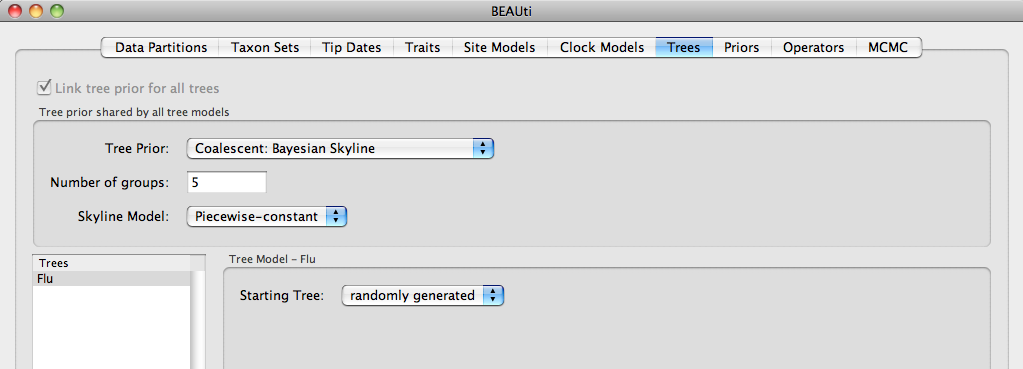 BEAUti
Data Partitions Taxon Sets Tip Dates Traits Site Models Clock Models Trees Priors Operators MCMC
Link tree prior for all trees
Tree prior shared by all tree models
Tree Prior: Coalescent: Bayesian Skyline
Number of groups: 5
Skyline Model: Piecewise-constant
Trees
Flu
Tree Model - Flu
Starting Tree: randomly generated